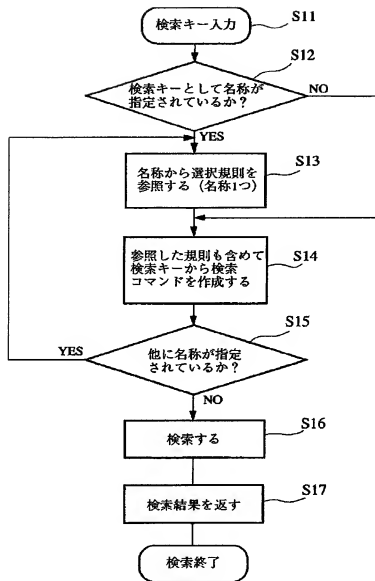 検索キー入力
S11
S12
検索キーとして名称が
指定されているか?
NO
YES
S13
名称から選択規則を
参照する (名称1つ)
S14
参照した規則も含めて
検索キーから検索
コマンドを作成する
S15
YES
他に名称が指定
されているか?
NO
S16
検索する
S17
検索結果を返す
検索終了